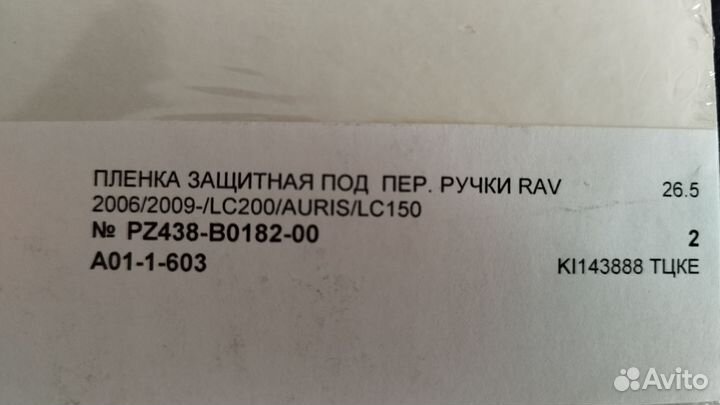 ПЛЕНКА ЗАЩИТНАЯ ПОД ПЕР. РУЧКИ RAV 26.5
2006/2009-/LC200/AURIS/LC150
№ PZ438-B0182-00 2
A01-1-603 KI143888 ТЦКЕ
Avito